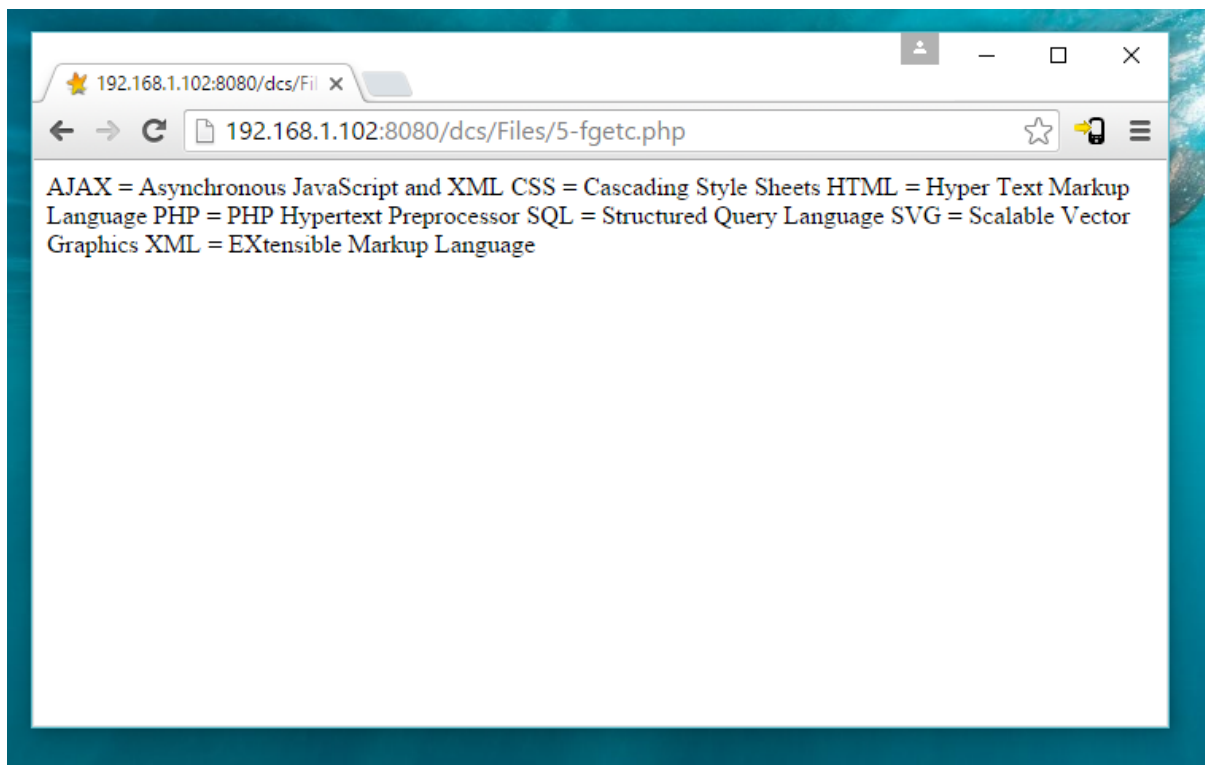 192.168.1.102:8080/dcs/Fil
192.168.1.102:8080/dcs/Files/5-fgetc.php
AJAX = Asynchronous JavaScript and XML CSS = Cascading Style Sheets HTML = Hyper Text Markup
Language PHP = PHP Hypertext Preprocessor SQL = Structured Query Language SVG = Scalable Vector
Graphics XML = EXtensible Markup Language